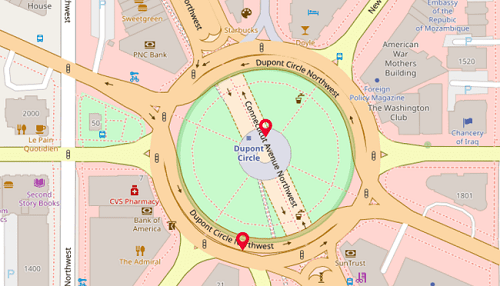 House
Sweetgreen
PNC Bank
Northwest
Starbucks
Doyle
New
Embassy
of the
Republic of
Mozambique
American
War
Mothers
Building
1520
Dupont Circle Northwest
Foreign
Policy Magazine
The Washington
Club
Chancery
of Iraq
2000
50
Le Pain
Quotidien
Connecticut Avenue Northwest
Dupont
Circle
Second
Story Books
CVS Pharmacy
Bank of
America
1801
Dupont Circle Northwest
The Admiral
SunTrust
1400
Northwest